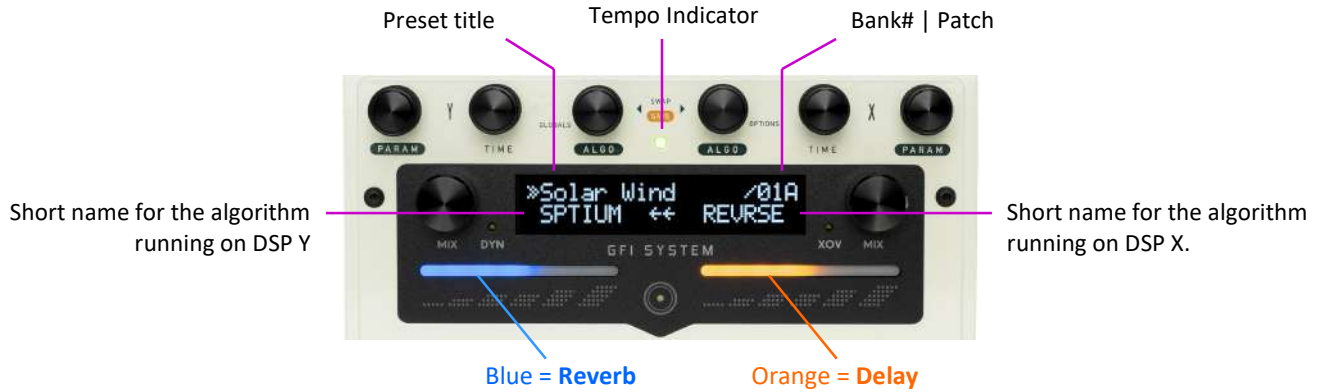 Preset title
Tempo Indicator
Bank# | Patch
SWAP
SAVE
Y
GLOBALS
OPTIONS
X
PARAM
TIME
ALGO
ALGO
TIME
PARAM
»Solar Wind /01A
SPTIUM ←← REVRSE
Short name for the algorithm
running on DSP Y
Short name for the algorithm
running on DSP X.
MIX
DYN
XOV
MIX
GFI SYSTEM
Blue = Reverb
Orange = Delay